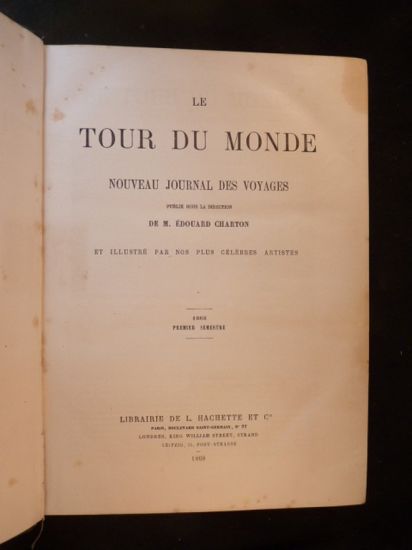 LE
TOUR DU MONDE
NOUVEAU JOURNAL DES VOYAGES
PUBLIÉ SOUS LA DIRECTION
DE M. ÉDOUARD CHARTON
ET ILLUSTRÉ PAR NOS PLUS CÉLÈBRES ARTISTES
PREMIER SEMESTRE
LIBRAIRIE DE L. HACHETTE ET Cie
PARIS, BOULEVARD SAINT-GERMAIN, N° 77
LONDRES, KING WILLIAM STREET, STRAND
LEIPZIG, 15, POST-STRASSE